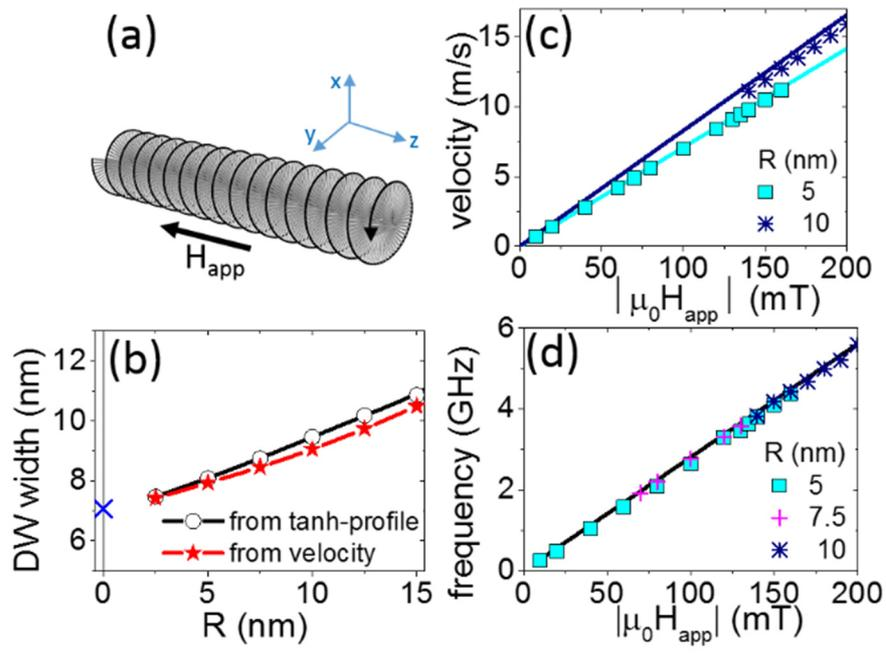 (a)
x
y
z
H_app
(b)
DW width (nm)
12
10
8
6
0
5
10
15
R (nm)
from tanh-profile
from velocity
(c)
velocity (m/s)
15
10
5
0
0
50
100
150
200
|μ₀H_app| (mT)
R (nm)
5
10
(d)
frequency (GHz)
6
4
2
0
0
50
100
150
200
|μ₀H_app| (mT)
R (nm)
5
7.5
10